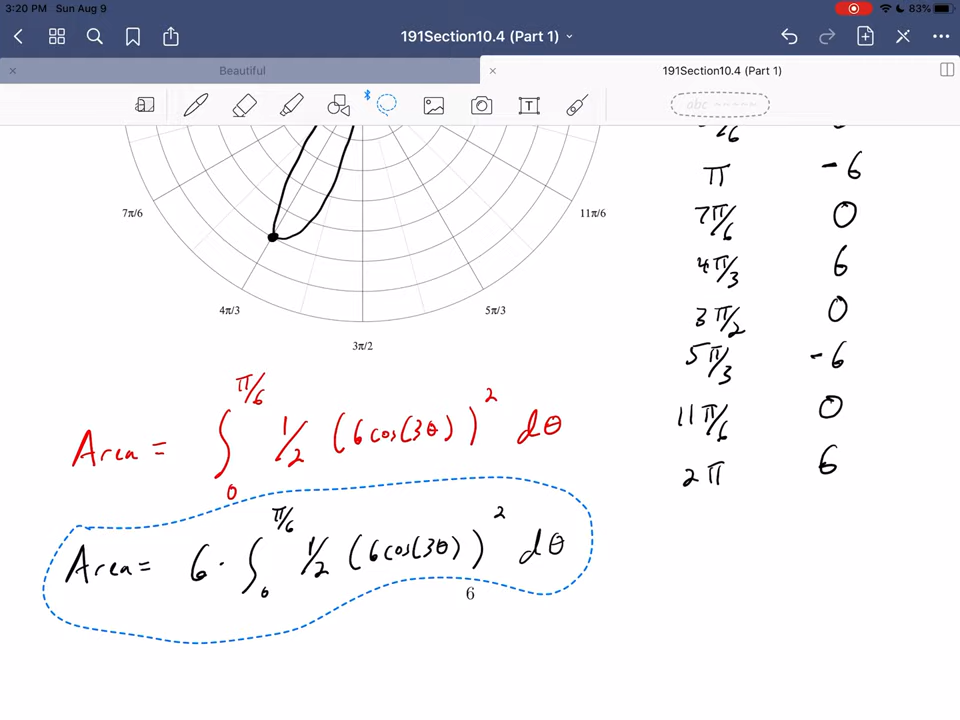 3:20 PM Sun Aug 9
83%
191Section10.4 (Part 1)
Beautiful
191Section10.4 (Part 1)
abc
7π/6
11π/6
4π/3
5π/3
3π/2
π -6
7π/6 0
4π/3 6
3π/2 0
5π/3 -6
11π/6 0
2π 6
Area = ∫₀^(π/6) 1/2 (6cos(3θ))² dθ
Area = 6 · ∫₀^(π/6) 1/2 (6cos(3θ))² dθ
6